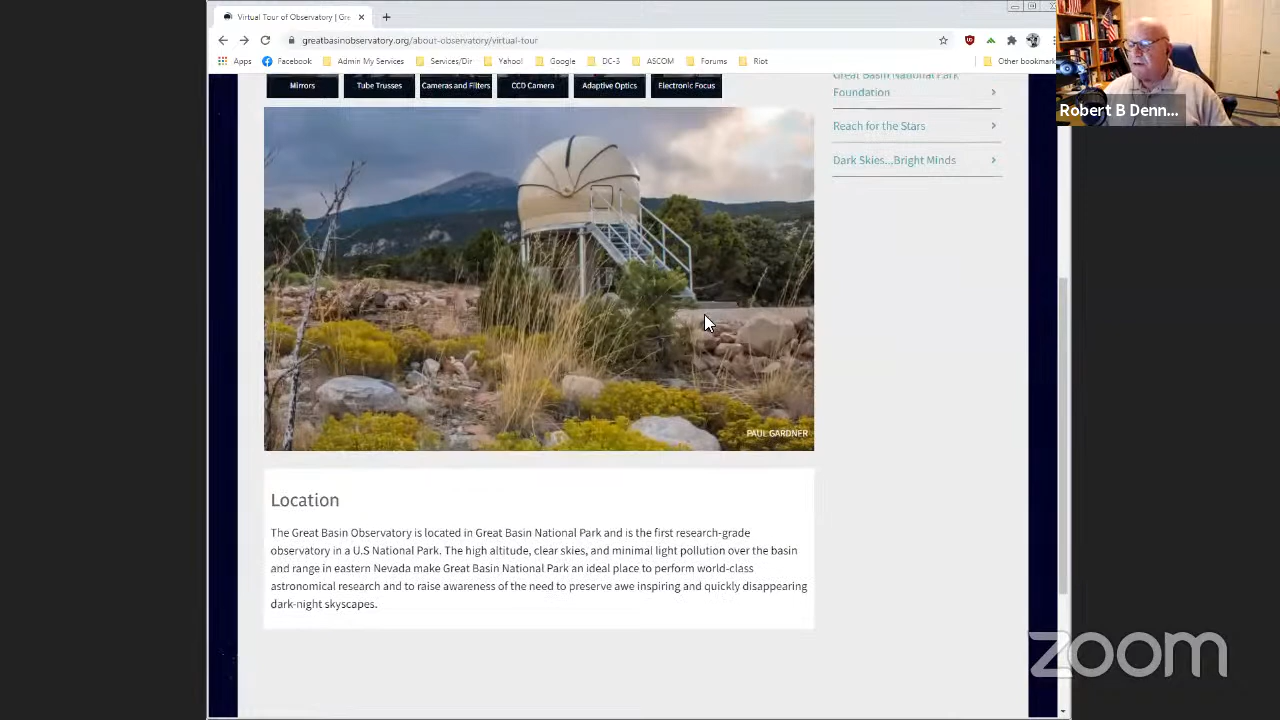 Virtual Tour of Observatory | Gre
greatbasinobservatory.org/about-observatory/virtual-tour
Apps
Facebook
Admin My Services
Services/Dir
Yahoo!
Google
DC-3
ASCOM
Forums
Riot
Other bookmark
Robert B Denn...
Mirrors
Tube Trusses
Cameras and Filters
CCD Camera
Adaptive Optics
Electronic Focus
Great Basin National Park
Foundation
Reach for the Stars
Dark Skies...Bright Minds
PAUL GARDNER
Location
The Great Basin Observatory is located in Great Basin National Park and is the first research-grade
observatory in a U.S National Park. The high altitude, clear skies, and minimal light pollution over the basin
and range in eastern Nevada make Great Basin National Park an ideal place to perform world-class
astronomical research and to raise awareness of the need to preserve awe inspiring and quickly disappearing
dark-night skyscapes.
zoom